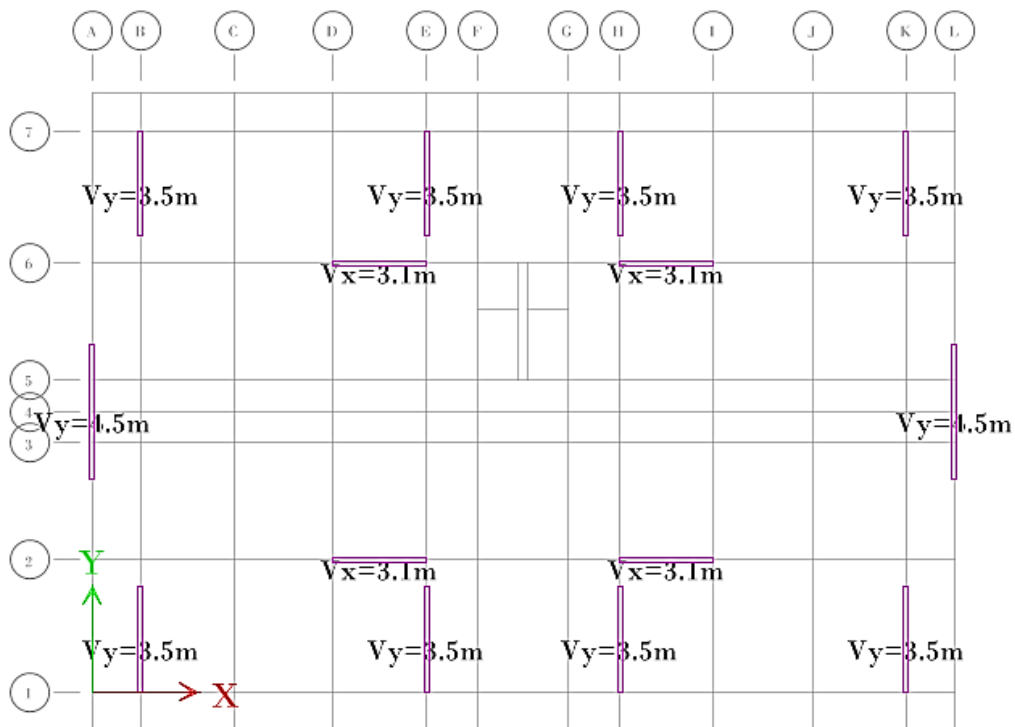 A B C D E F G H I J K L
7
Vy=3.5m Vy=3.5m Vy=3.5m Vy=3.5m
6
Vx=3.1m Vx=3.1m
5
4
Vy=4.5m Vy=4.5m
3
2
Y
Vx=3.1m Vx=3.1m
Vy=3.5m Vy=3.5m Vy=3.5m Vy=3.5m
1
X